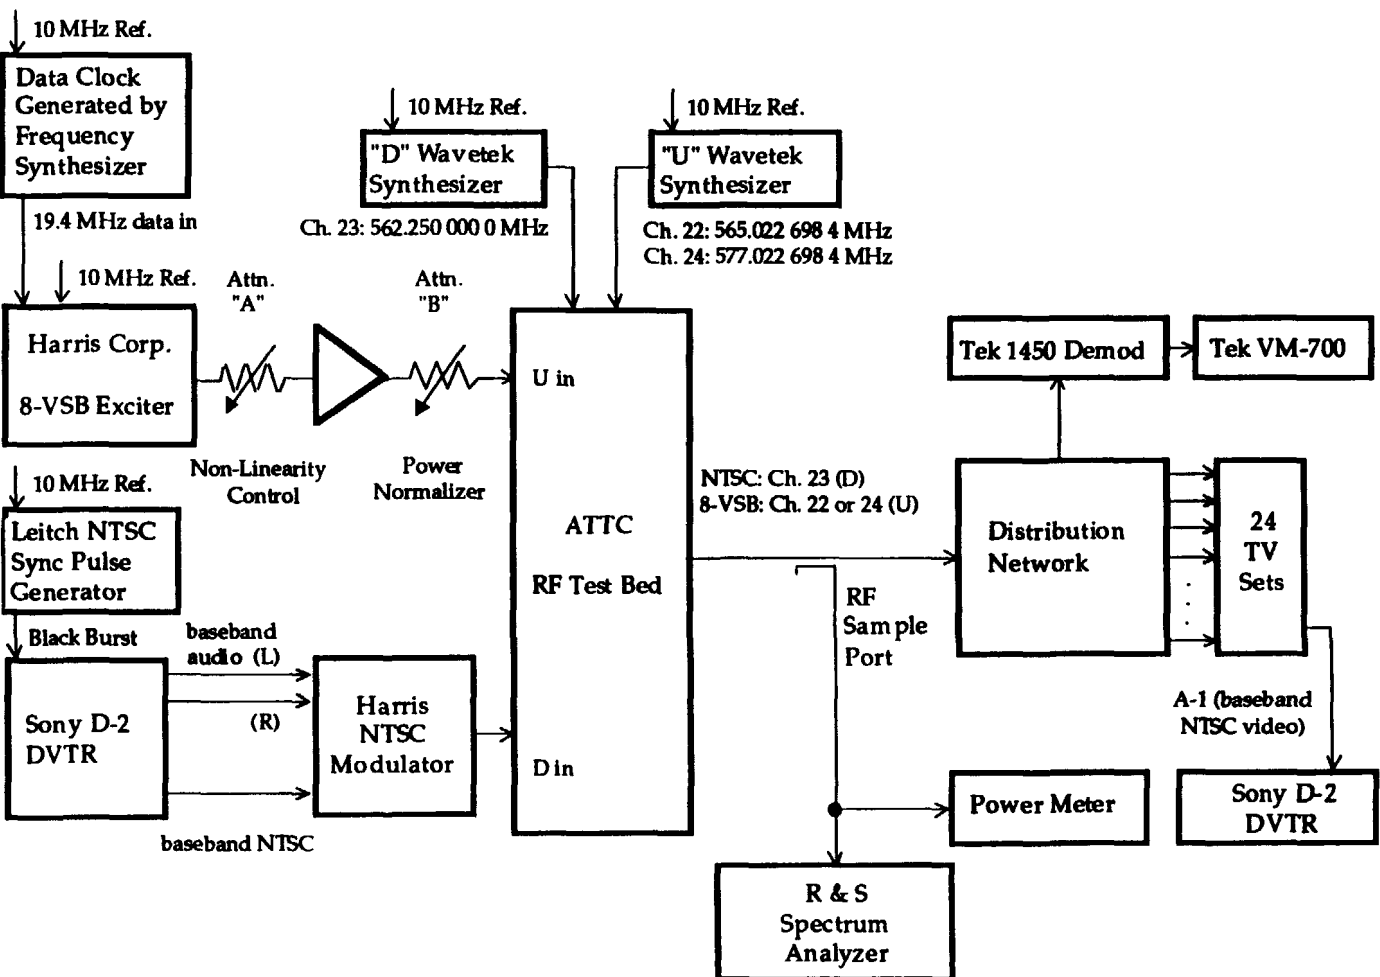 10 MHz Ref.
Data Clock
Generated by
Frequency
Synthesizer
19.4 MHz data in
10 MHz Ref.
"D" Wavetek
Synthesizer
Ch. 23: 562.250 000 0 MHz
10 MHz Ref.
"U" Wavetek
Synthesizer
Ch. 22: 565.022 698 4 MHz
Ch. 24: 577.022 698 4 MHz
10 MHz Ref.
Harris Corp.
8-VSB Exciter
Attn.
"A"
Non-Linearity
Control
Attn.
"B"
Power
Normalizer
U in
ATTC
RF Test Bed
D in
10 MHz Ref.
Leitch NTSC
Sync Pulse
Generator
Black Burst
Sony D-2
DVTR
baseband
audio (L)
(R)
baseband NTSC
Harris
NTSC
Modulator
NTSC: Ch. 23 (D)
8-VSB: Ch. 22 or 24 (U)
RF
Sample
Port
Tek 1450 Demod
Tek VM-700
Distribution
Network
24
TV
Sets
A-1 (baseband
NTSC video)
Sony D-2
DVTR
Power Meter
R & S
Spectrum
Analyzer